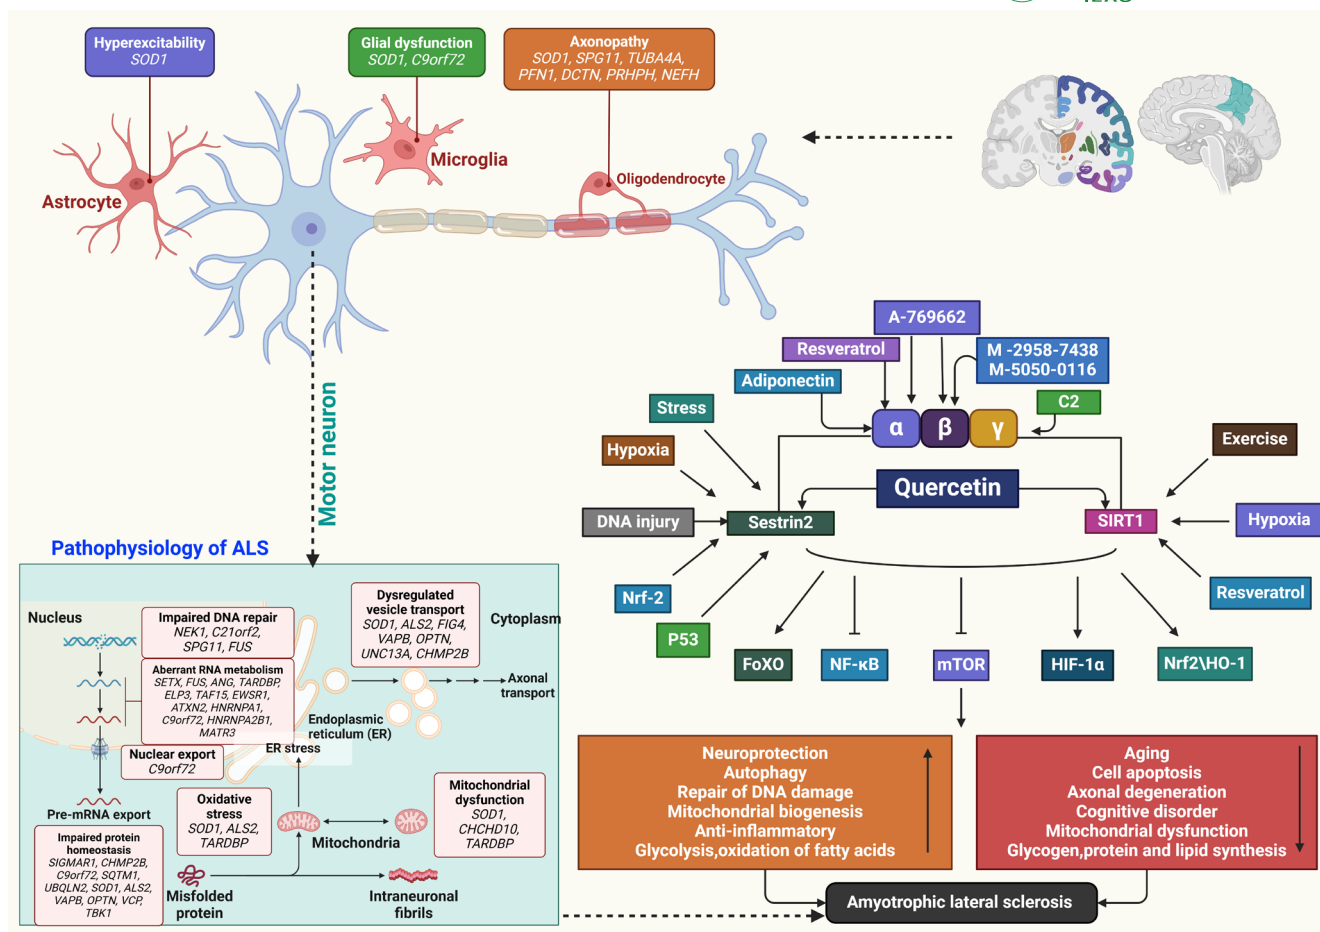 Hyperexcitability
SOD1
Glial dysfunction
SOD1, C9orf72
Axonopathy
SOD1, SPG11, TUBA4A,
PFN1, DCTN, PRHPH, NEFH
Astrocyte
Microglia
Oligodendrocyte
Motor neuron
A-769662
Resveratrol
M -2958-7438
M-5050-0116
Adiponectin
C2
Stress
α
β
γ
Hypoxia
Exercise
Quercetin
DNA injury
Sestrin2
SIRT1
Hypoxia
Nrf-2
Resveratrol
P53
FoXO
NF-κB
mTOR
HIF-1α
Nrf2\HO-1
Neuroprotection
Autophagy
Repair of DNA damage
Mitochondrial biogenesis
Anti-inflammatory
Glycolysis,oxidation of fatty acids
Aging
Cell apoptosis
Axonal degeneration
Cognitive disorder
Mitochondrial dysfunction
Glycogen,protein and lipid synthesis
Amyotrophic lateral sclerosis
Pathophysiology of ALS
Nucleus
Impaired DNA repair
NEK1, C21orf2,
SPG11, FUS
Dysregulated
vesicle transport
SOD1, ALS2, FIG4,
VAPB, OPTN,
UNC13A, CHMP2B
Cytoplasm
Aberrant RNA metabolism
SETX, FUS, ANG, TARDBP,
ELP3, TAF15, EWSR1,
ATXN2, HNRNPA1,
C9orf72, HNRNPA2B1,
MATR3
Axonal
transport
Endoplasmic
reticulum (ER)
ER stress
Nuclear export
C9orf72
Pre-mRNA export
Oxidative
stress
SOD1, ALS2,
TARDBP
Mitochondria
Mitochondrial
dysfunction
SOD1,
CHCHD10,
TARDBP
Impaired protein
homeostasis
SIGMAR1, CHMP2B,
C9orf72, SQTM1,
UBQLN2, SOD1, ALS2,
VAPB, OPTN, VCP,
TBK1
Misfolded
protein
Intraneuronal
fibrils